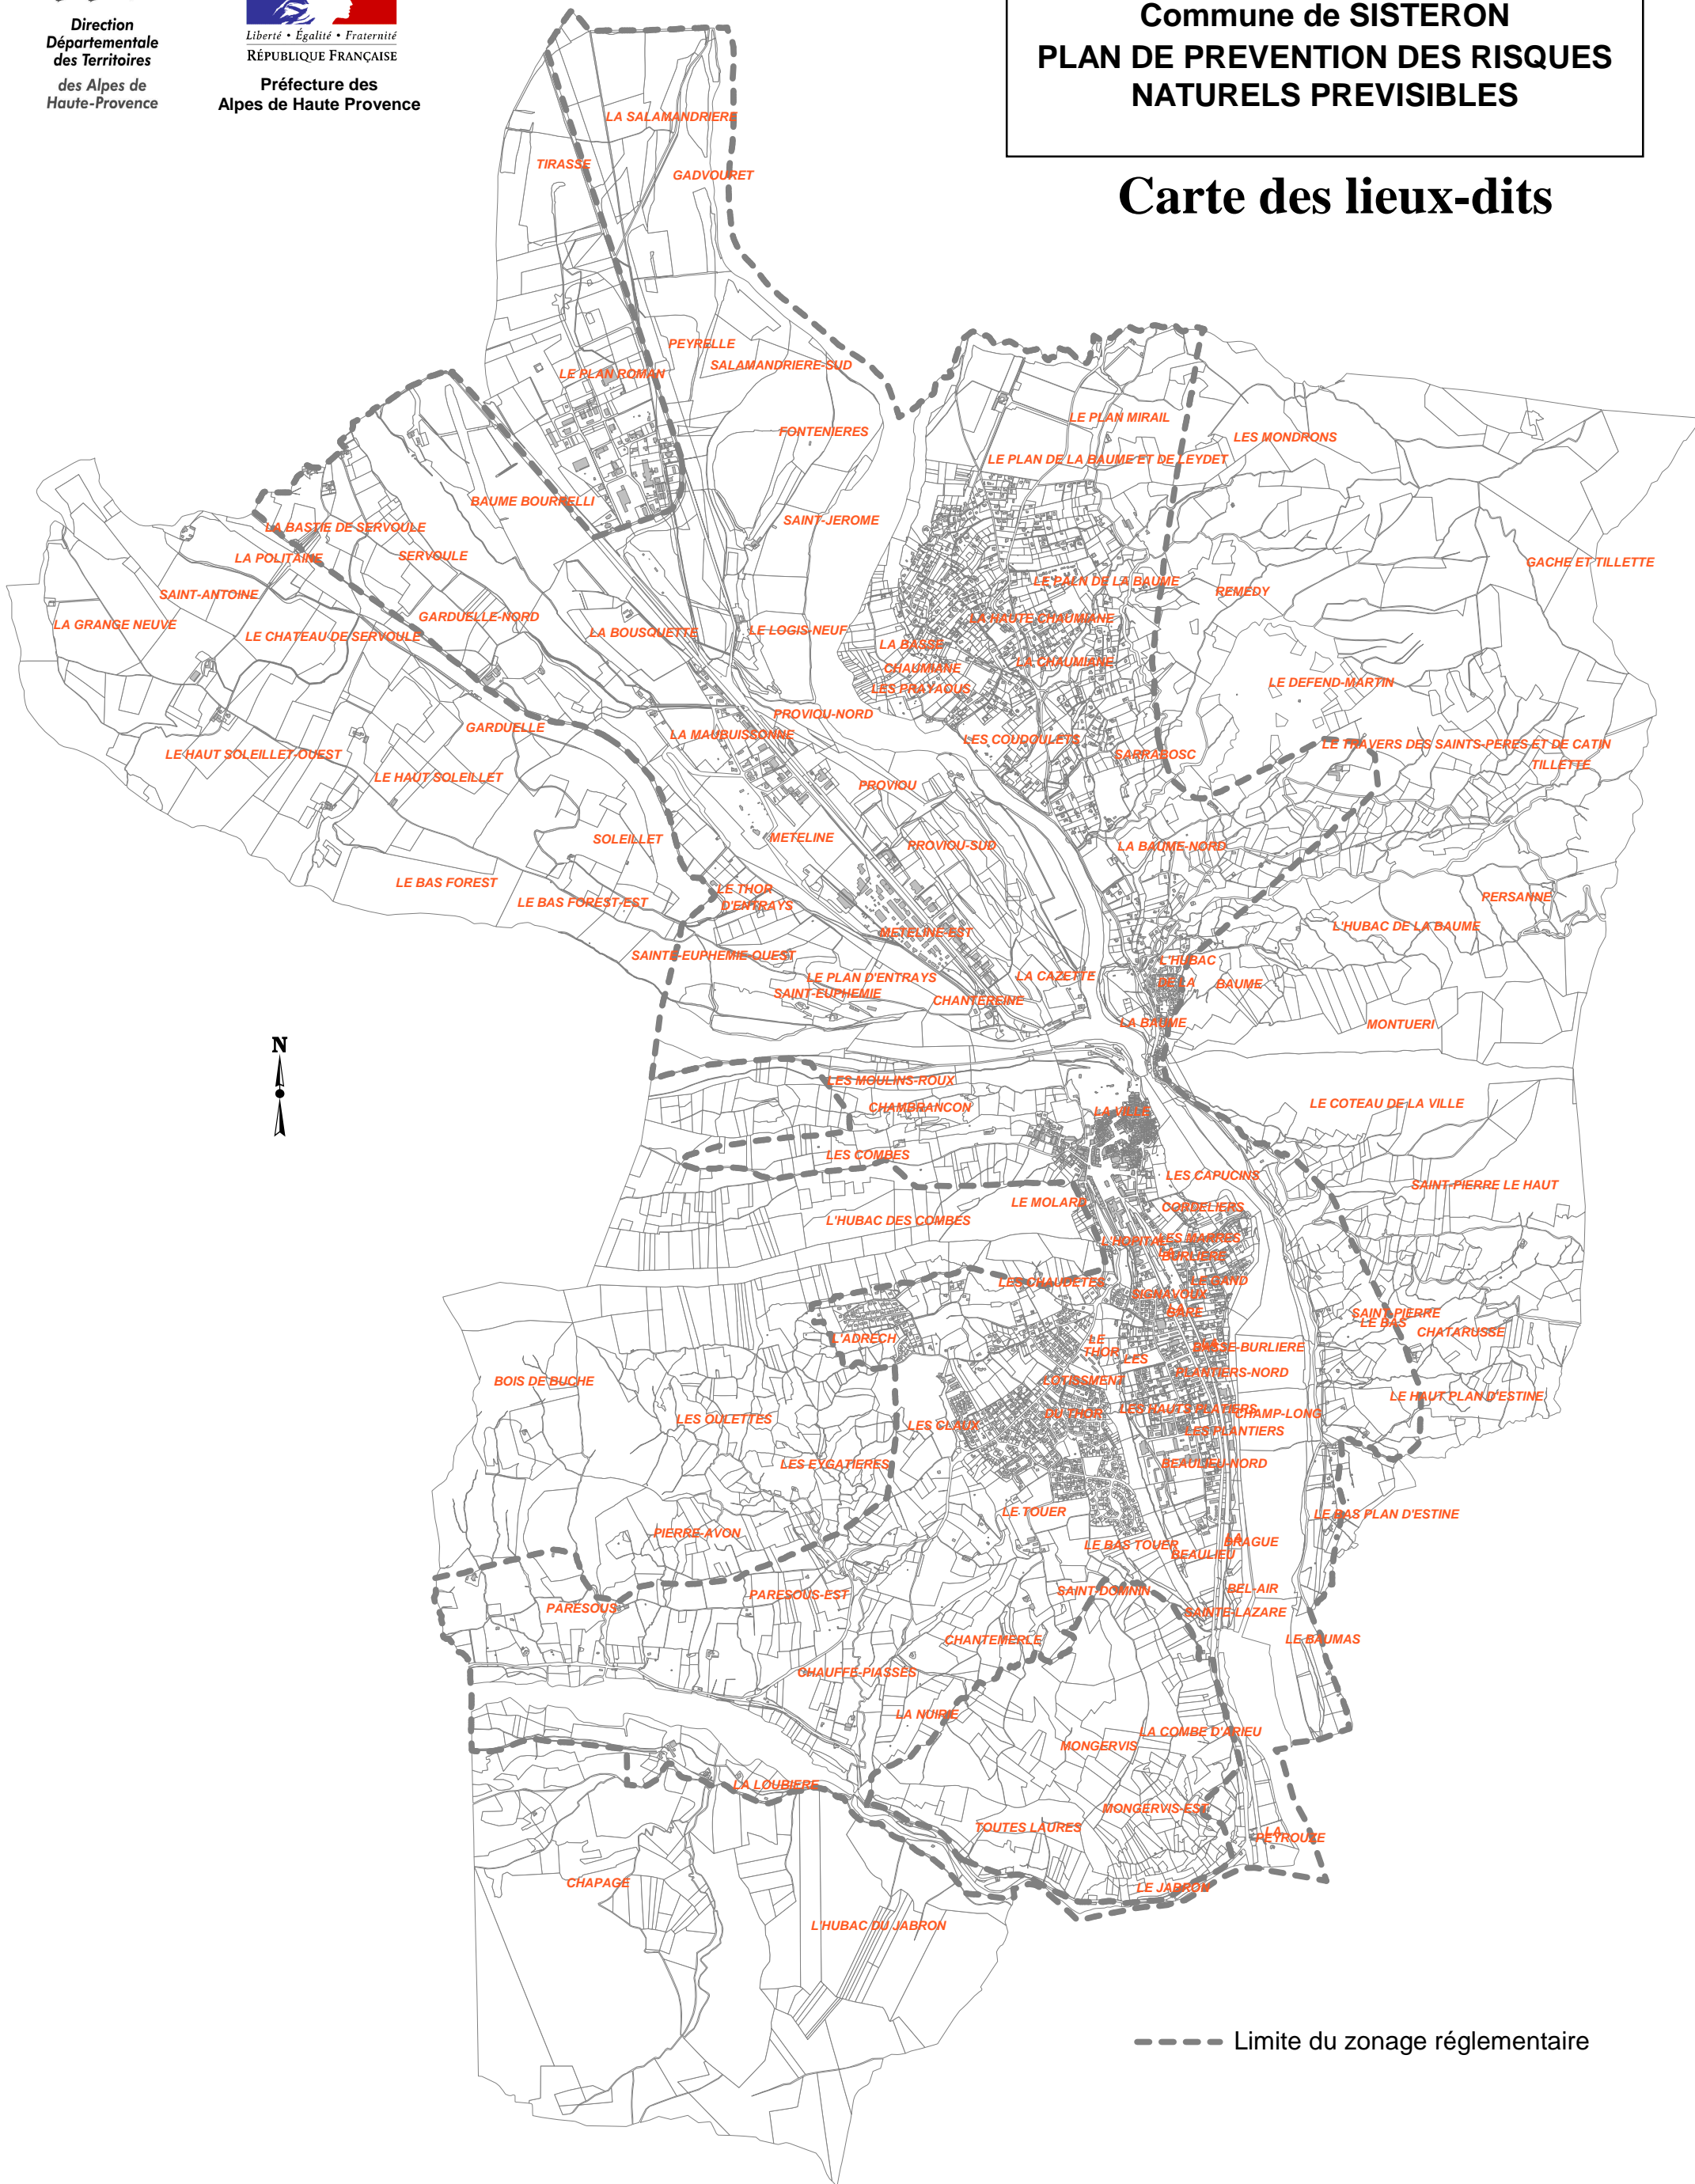 Direction
Départementale
des Territoires
des Alpes de
Haute-Provence
Liberté • Égalité • Fraternité
RÉPUBLIQUE FRANÇAISE
Préfecture des
Alpes de Haute Provence
Commune de SISTERON
PLAN DE PREVENTION DES RISQUES
NATURELS PREVISIBLES
Carte des lieux-dits
LA SALAMANDRIERE
TIRASSE
GADVOURET
PEYRELLE
SALAMANDRIERE-SUD
LE PLAN ROMAN
LE PLAN MIRAIL
FONTENIERES
LES MONDRONS
LE PLAN DE LA BAUME ET DE LEYDET
BAUME BOURRELLI
SAINT-JEROME
LA BASTIE DE SERVOULE
LA POLITAINE
SERVOULE
GACHE ET TILLETTE
LE PALN DE LA BAUME
REMEDY
SAINT-ANTOINE
GARDUELLE-NORD
LA HAUTE CHAUMIANE
LA GRANGE NEUVE
LE CHATEAU DE SERVOULE
LA BOUSQUETTE
LE LOGIS-NEUF
LA BASSE
CHAUMIANE
LA CHAUMIANE
LES PRAYAOUS
LE DEFEND-MARTIN
PROVIOU-NORD
GARDUELLE
LA MAUBUISSONNE
LES COUDOULETS
LE TRAVERS DES SAINTS-PERES ET DE CATIN
LE HAUT SOLEILLET-OUEST
SARRABOSC
TILLETTE
LE HAUT SOLEILLET
PROVIOU
SOLEILLET
METELINE
PROVIOU-SUD
LA BAUME-NORD
LE BAS FOREST
LE THOR
D'ENTRAYS
LE BAS FOREST-EST
PERSANNE
L'HUBAC DE LA BAUME
METELINE-EST
SAINTE-EUPHEMIE-OUEST
L'HUBAC
DE LA
BAUME
LE PLAN D'ENTRAYS
LA CAZETTE
SAINT-EUPHEMIE
CHANTEREINE
LA BAUME
MONTUERI
N
LES MOULINS-ROUX
CHAMBRANCON
LA VILLE
LE COTEAU DE LA VILLE
LES COMBES
LES CAPUCINS
SAINT-PIERRE LE HAUT
LE MOLARD
CORDELIERS
L'HUBAC DES COMBES
L'HOPITAL
LES MARRES
LA
BURLIERE
LES CHAUDETES
LE GAND
SIGNAVOUX
LA
GARE
SAINT-PIERRE
LE BAS
CHATARUSSE
L'ADRECH
LE
THOR
LA
BASSE-BURLIERE
LES
PLANTIERS-NORD
BOIS DE BUCHE
LOTISSMENT
DU THOR
LE HAUT PLAN D'ESTINE
LES OULETTES
LES CLAUX
LES HAUTS PLATIERS
CHAMP-LONG
LES PLANTIERS
LES EYGATIERES
BEAULIEU-NORD
LE TOUER
LE BAS PLAN D'ESTINE
PIERRE-AVON
LE BAS TOUER
LA
BRAGUE
BEAULIEU
PARESOUS-EST
SAINT-DOMNIN
BEL-AIR
PARESOUS
SAINTE-LAZARE
CHANTEMERLE
LE BAUMAS
CHAUFFE-PIASSES
LA NUIRIE
LA COMBE D'ARIEU
MONGERVIS
LA LOUBIERE
MONGERVIS-EST
TOUTES LAURES
LA
PEYROUZE
CHAPAGE
LE JABRON
L'HUBAC DU JABRON
Limite du zonage réglementaire